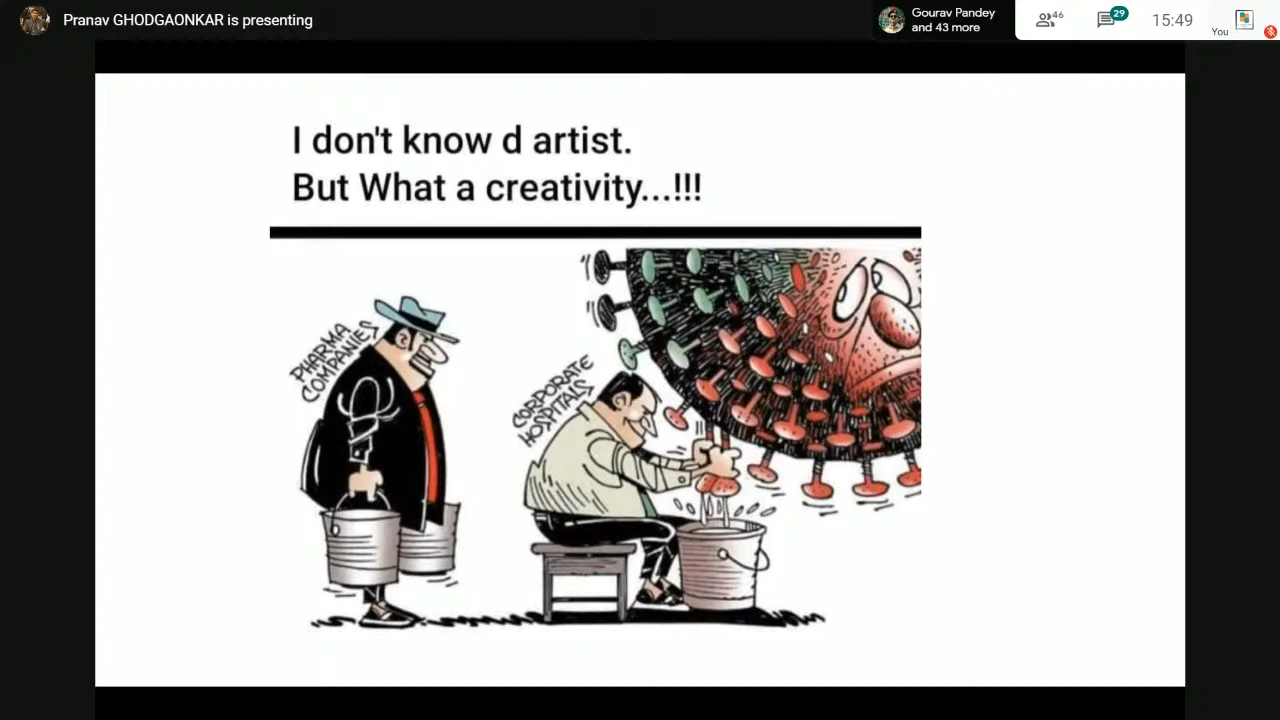 Pranav GHODGAONKAR is presenting
Gourav Pandey
and 43 more
46
29
15:49
You
I don't know d artist.
But What a creativity...!!!
PHARMA
COMPANIES
CORPORATE
HOSPITALS